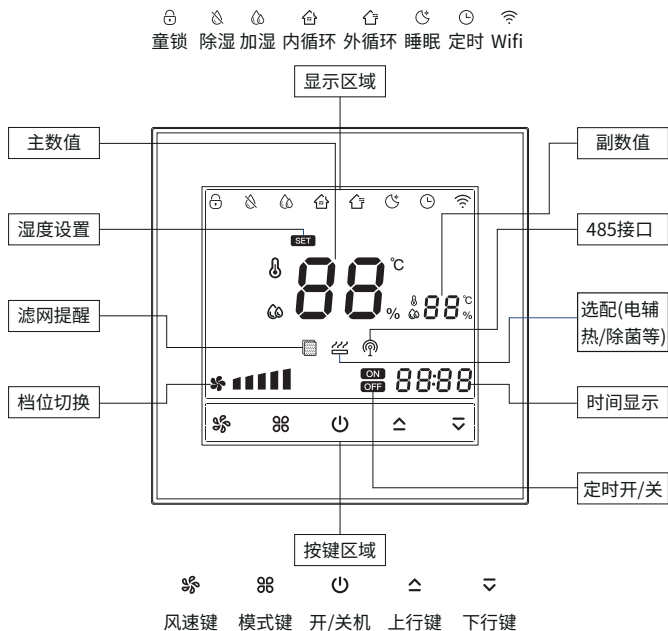 童锁 除湿 加湿 内循环 外循环 睡眠 定时 Wifi
显示区域
主数值
副数值
湿度设置
485接口
SET
88 ℃
%
88 ℃
%
滤网提醒
选配(电辅
热/除菌等)
档位切换
ON
OFF
88:88
时间显示
定时开/关
按键区域
风速键 模式键 开/关机 上行键 下行键